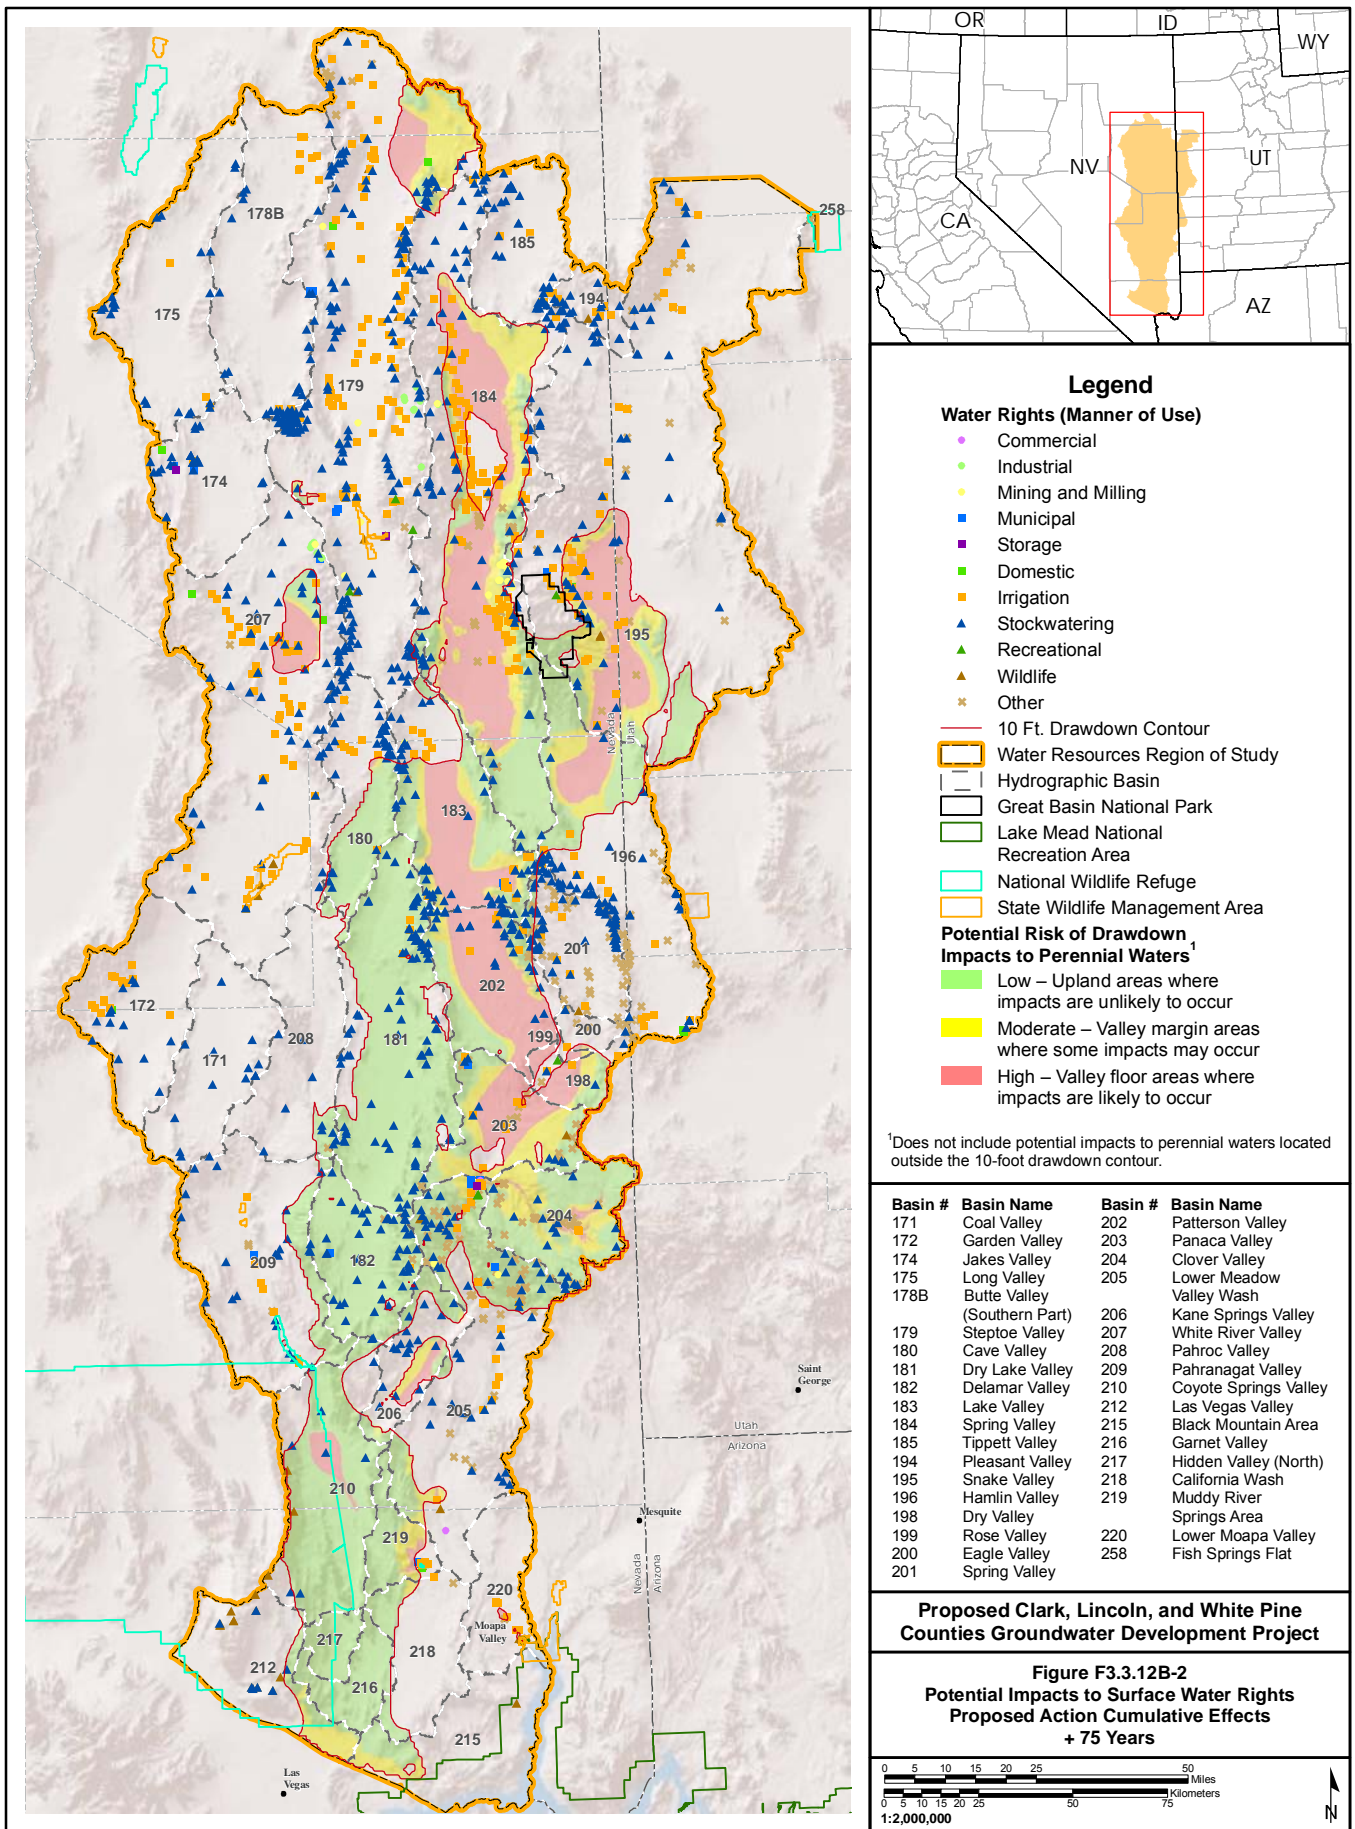 OR
ID
WY
NV
UT
CA
AZ
258
178B
185
175
194
179
184
174
207
195
183
180
196
201
202
172
208
181
171
199
200
198
203
204
209
182
206
205
210
219
220
217
218
212
216
215
Nevada
Utah
Saint
George
Utah
Arizona
Mesquite
Nevada
Arizona
Moapa
Valley
Las
Vegas
Legend
Water Rights (Manner of Use)
Commercial
Industrial
Mining and Milling
Municipal
Storage
Domestic
Irrigation
Stockwatering
Recreational
Wildlife
Other
10 Ft. Drawdown Contour
Water Resources Region of Study
Hydrographic Basin
Great Basin National Park
Lake Mead National
Recreation Area
National Wildlife Refuge
State Wildlife Management Area
Potential Risk of Drawdown
Impacts to Perennial Waters1
Low – Upland areas where
impacts are unlikely to occur
Moderate – Valley margin areas
where some impacts may occur
High – Valley floor areas where
impacts are likely to occur
1Does not include potential impacts to perennial waters located
outside the 10-foot drawdown contour.
Basin # Basin Name Basin # Basin Name
171 Coal Valley 202 Patterson Valley
172 Garden Valley 203 Panaca Valley
174 Jakes Valley 204 Clover Valley
175 Long Valley 205 Lower Meadow
178B Butte Valley Valley Wash
(Southern Part) 206 Kane Springs Valley
179 Steptoe Valley 207 White River Valley
180 Cave Valley 208 Pahroc Valley
181 Dry Lake Valley 209 Pahranagat Valley
182 Delamar Valley 210 Coyote Springs Valley
183 Lake Valley 212 Las Vegas Valley
184 Spring Valley 215 Black Mountain Area
185 Tippett Valley 216 Garnet Valley
194 Pleasant Valley 217 Hidden Valley (North)
195 Snake Valley 218 California Wash
196 Hamlin Valley 219 Muddy River
198 Dry Valley Springs Area
199 Rose Valley 220 Lower Moapa Valley
200 Eagle Valley 258 Fish Springs Flat
201 Spring Valley
Proposed Clark, Lincoln, and White Pine
Counties Groundwater Development Project
Figure F3.3.12B-2
Potential Impacts to Surface Water Rights
Proposed Action Cumulative Effects
+ 75 Years
0 5 10 15 20 25 50
Miles
Kilometers
0 5 10 15 20 25 50 75
1:2,000,000
N